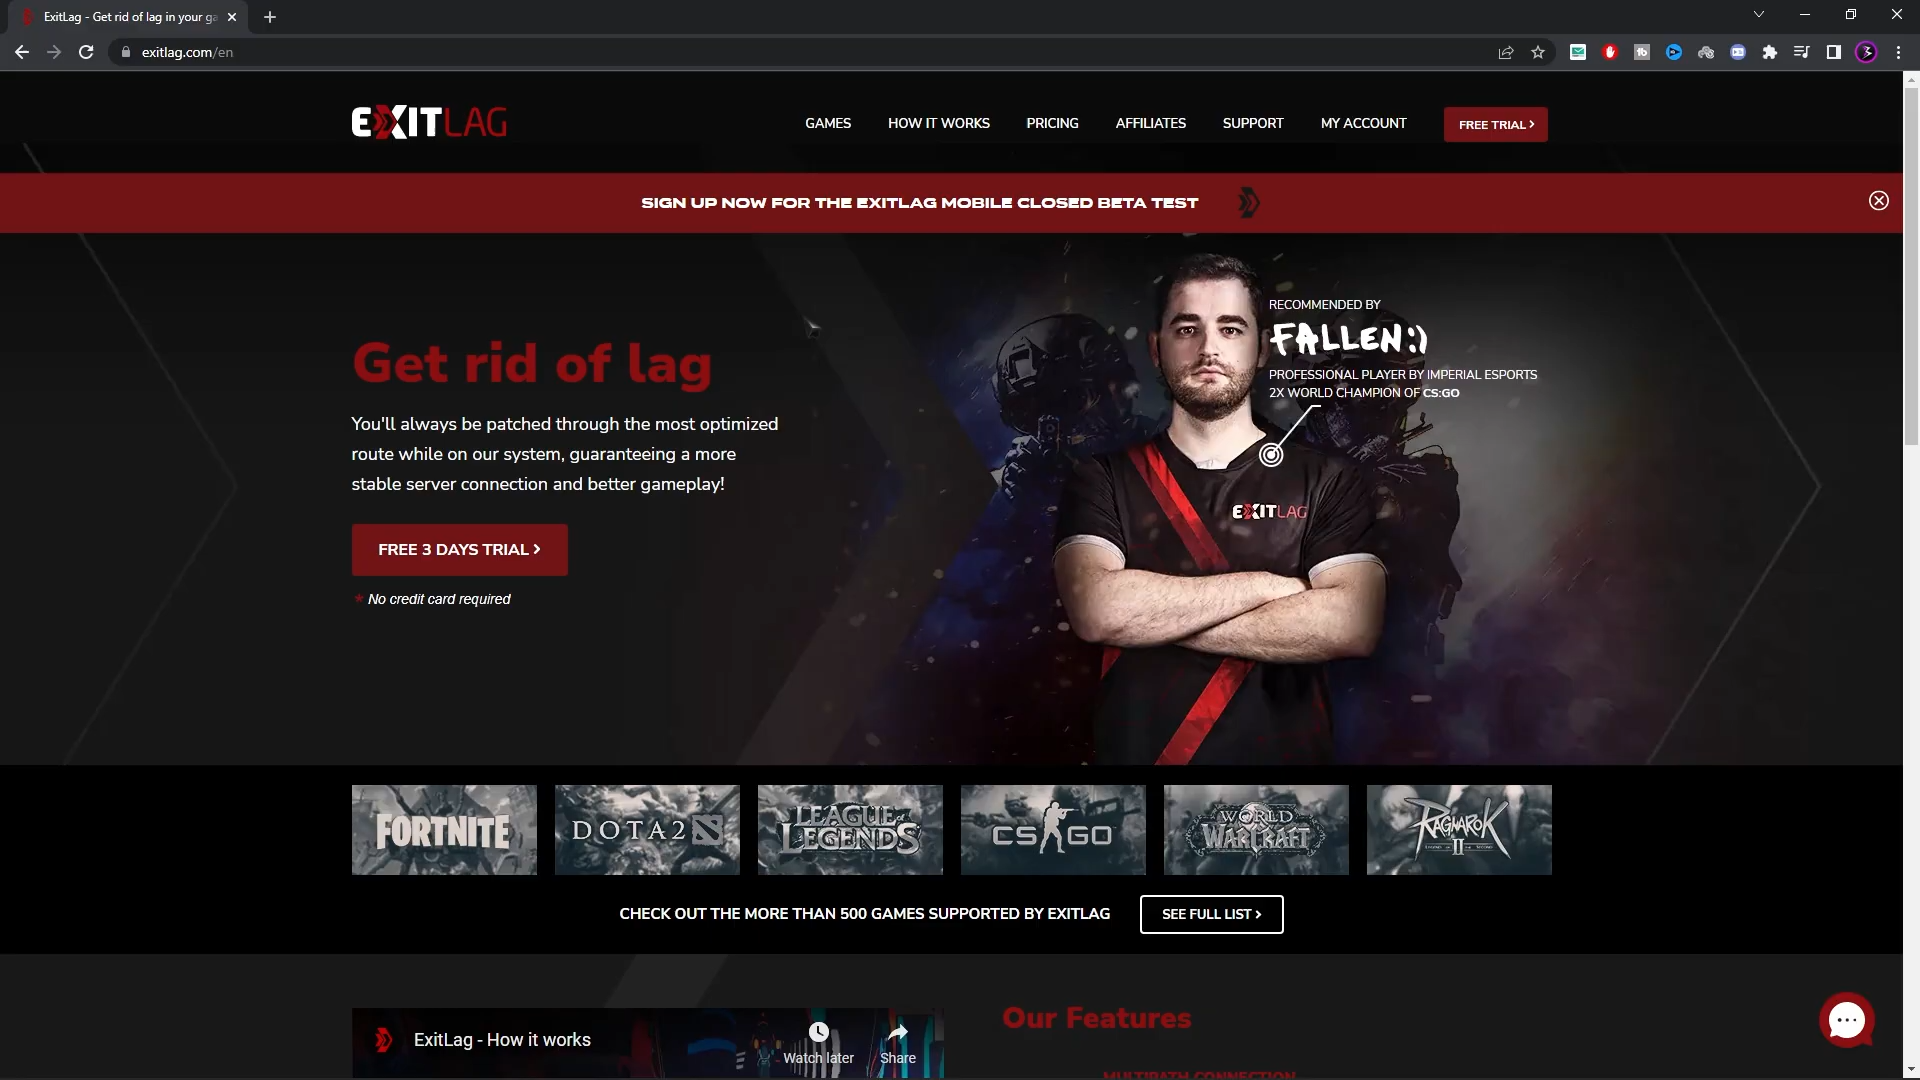 ExitLag - Get rid of lag in your ga
exitlag.com/en
EXITLAG
GAMES
HOW IT WORKS
PRICING
AFFILIATES
SUPPORT
MY ACCOUNT
FREE TRIAL
SIGN UP NOW FOR THE EXITLAG MOBILE CLOSED BETA TEST
RECOMMENDED BY
FALLEN:)
PROFESSIONAL PLAYER BY IMPERIAL ESPORTS
2X WORLD CHAMPION OF CS:GO
Get rid of lag
You'll always be patched through the most optimized
route while on our system, guaranteeing a more
stable server connection and better gameplay!
EXITLAG
FREE 3 DAYS TRIAL
* No credit card required
FORTNITE
DOTA 2
LEAGUE OF LEGENDS
CS GO
WORLD WARCRAFT
RAGNAROK II
CHECK OUT THE MORE THAN 500 GAMES SUPPORTED BY EXITLAG
SEE FULL LIST
ExitLag - How it works
Watch later
Share
Our Features
MULTIPATH CONNECTION